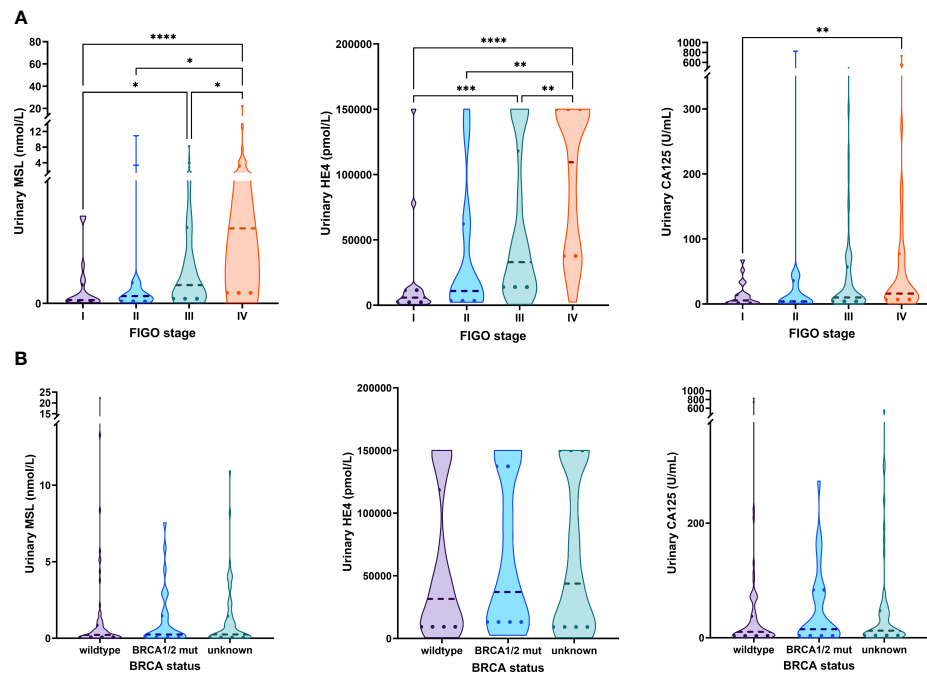 A
****
*
*
*
Urinary MSL (nmol/L)
80
60
40
20
12
8
4
0
I
II
III
IV
FIGO stage
****
**
***
**
Urinary HE4 (pmol/L)
200000
150000
100000
50000
0
I
II
III
IV
FIGO stage
**
Urinary CA125 (U/mL)
1000
800
600
300
200
100
0
I
II
III
IV
FIGO stage
B
Urinary MSL (nmol/L)
25
20
15
10
5
0
wildtype
BRCA1/2 mut
unknown
BRCA status
Urinary HE4 (pmol/L)
200000
150000
100000
50000
0
wildtype
BRCA1/2 mut
unknown
BRCA status
Urinary CA125 (U/mL)
1000
800
600
200
0
wildtype
BRCA1/2 mut
unknown
BRCA status